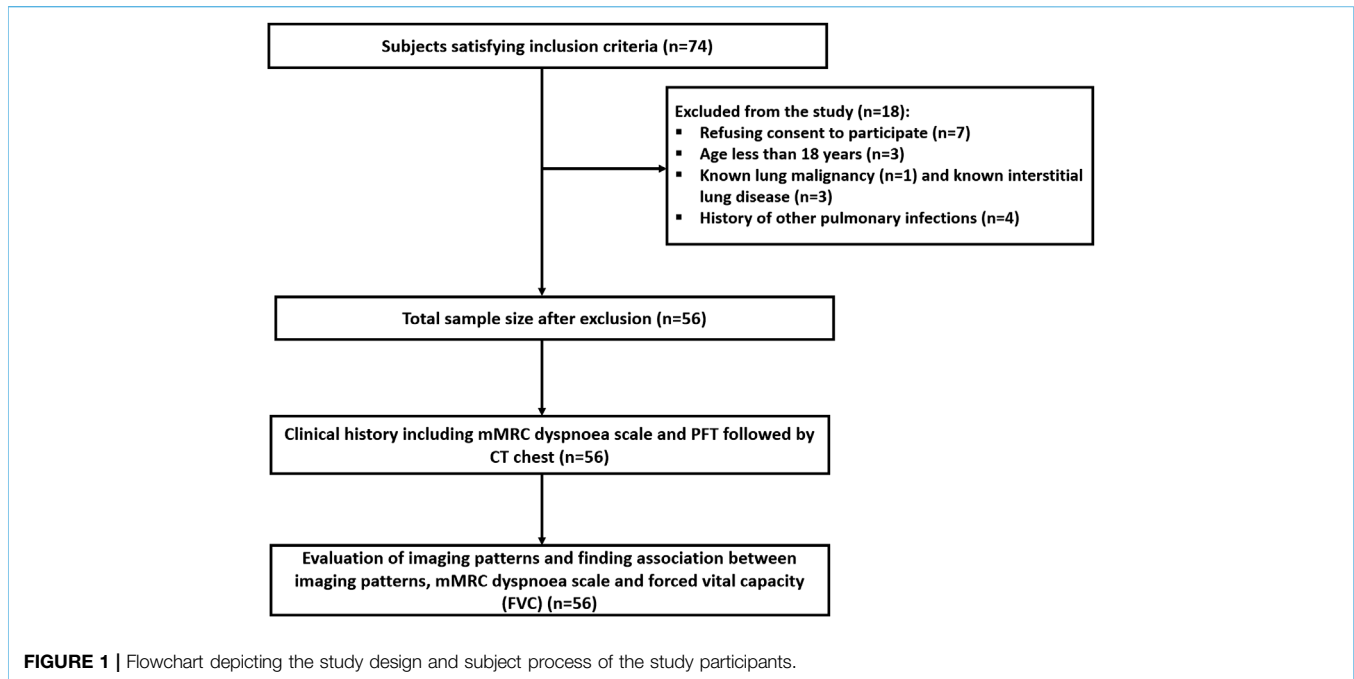 Subjects satisfying inclusion criteria (n=74)
Excluded from the study (n=18):
▪ Refusing consent to participate (n=7)
▪ Age less than 18 years (n=3)
▪ Known lung malignancy (n=1) and known interstitial
lung disease (n=3)
▪ History of other pulmonary infections (n=4)
Total sample size after exclusion (n=56)
Clinical history including mMRC dyspnoea scale and PFT followed by
CT chest (n=56)
Evaluation of imaging patterns and finding association between
imaging patterns, mMRC dyspnoea scale and forced vital capacity
(FVC) (n=56)
FIGURE 1 | Flowchart depicting the study design and subject process of the study participants.